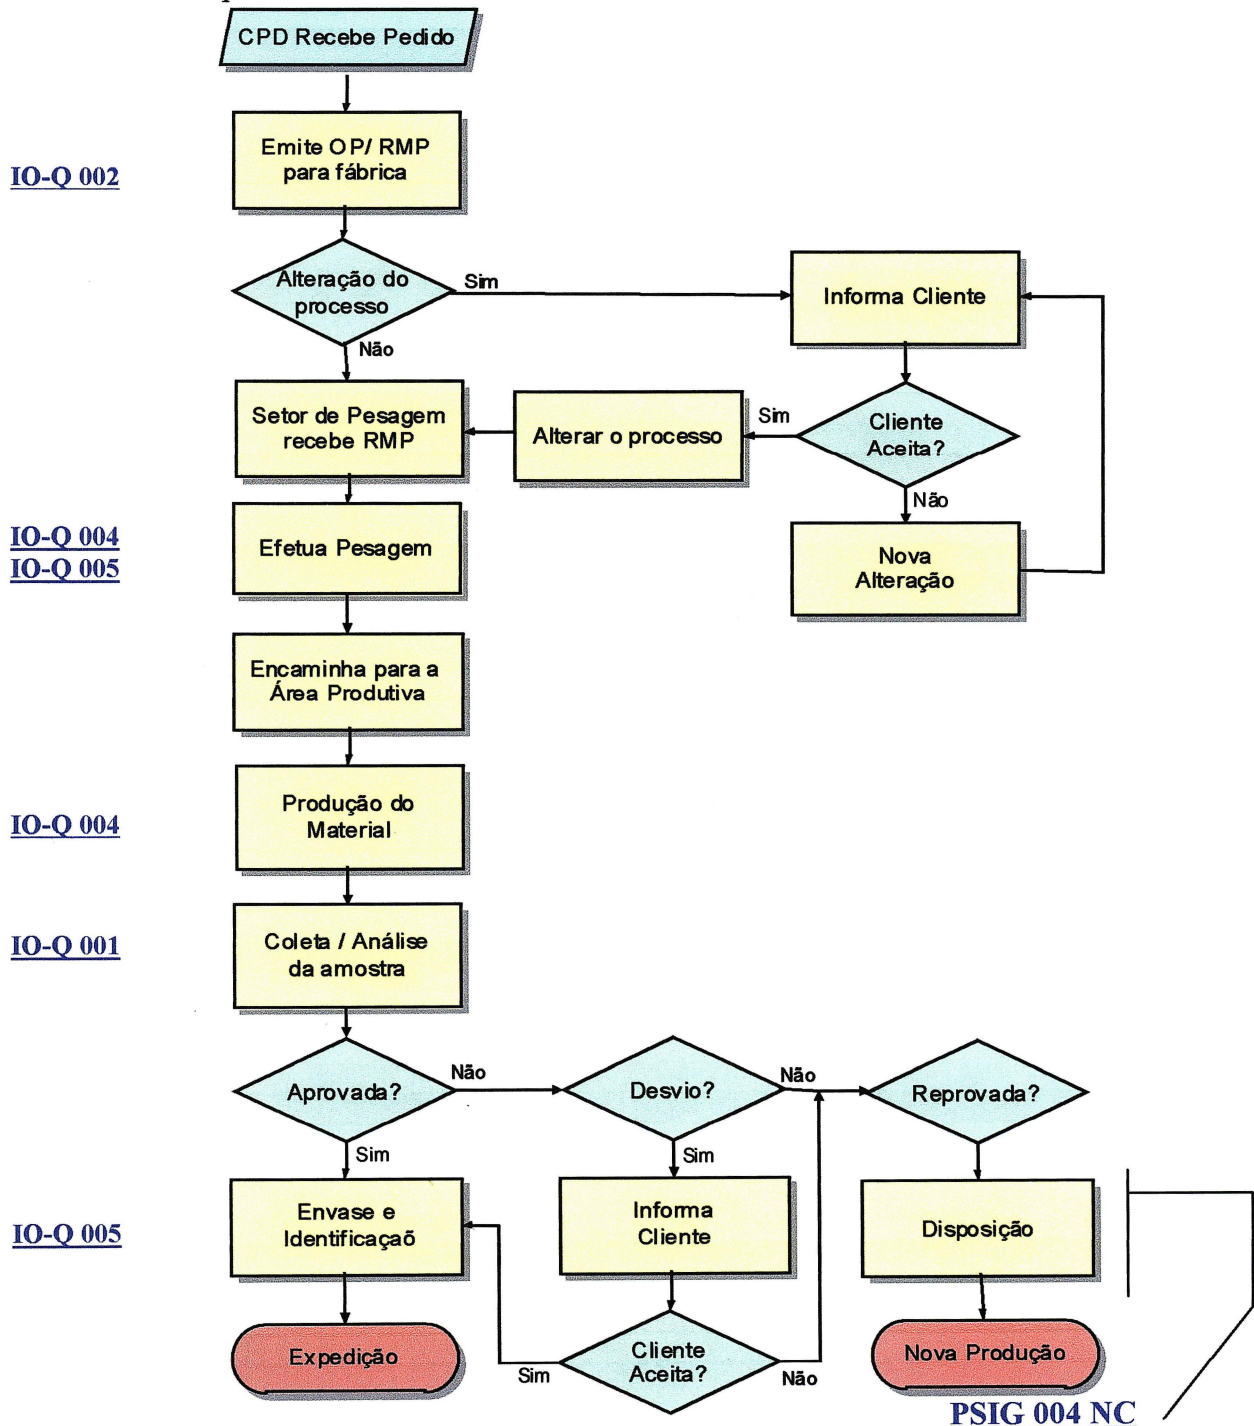 CPD Recebe Pedido
Emite OP/ RMP
para fábrica
IO-Q 002
Alteração do
processo
Sim
Informa Cliente
Não
Setor de Pesagem
recebe RMP
Alterar o processo
Sim
Cliente
Aceita?
Não
IO-Q 004
IO-Q 005
Efetua Pesagem
Nova
Alteração
Encaminha para a
Área Produtiva
IO-Q 004
Produção do
Material
IO-Q 001
Coleta / Análise
da amostra
Aprovada?
Não
Desvio?
Não
Reprovada?
Sim
Sim
IO-Q 005
Envase e
Identificaçaõ
Informa
Cliente
Disposição
Expedição
Sim
Cliente
Aceita?
Não
Nova Produção
PSIG 004 NC